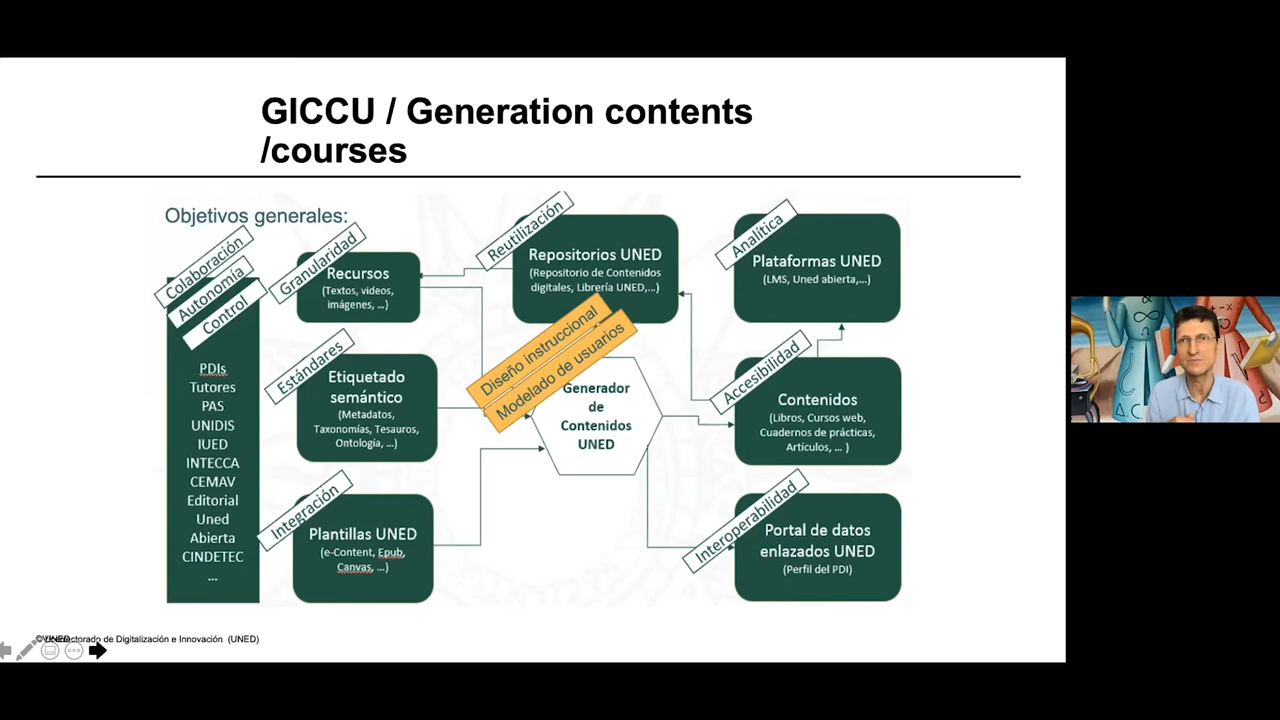 GICCU / Generation contents
/courses
Objetivos generales:
Colaboración
Autonomía
Control
PDIs
Tutores
PAS
UNIDIS
IUED
INTECCA
CEMAV
Editorial
Uned
Abierta
CINDETEC
...
Granularidad
Recursos
(Textos, videos,
imágenes, ...)
Estándares
Etiquetado
semántico
(Metadatos,
Taxonomías, Tesauros,
Ontología, ...)
Integración
Plantillas UNED
(e-Content, Epub,
Canvas, ...)
Reutilización
Repositorios UNED
(Repositorio de Contenidos
digitales, Librería UNED,...)
Diseño instruccional
Modelado de usuarios
Generador
de
Contenidos
UNED
Analítica
Plataformas UNED
(LMS, Uned abierta,...)
Accesibilidad
Contenidos
(Libros, Cursos web,
Cuadernos de prácticas,
Artículos, ... )
Interoperabilidad
Portal de datos
enlazados UNED
(Perfil del PDI)
de Digitalización e Innovación (UNED)